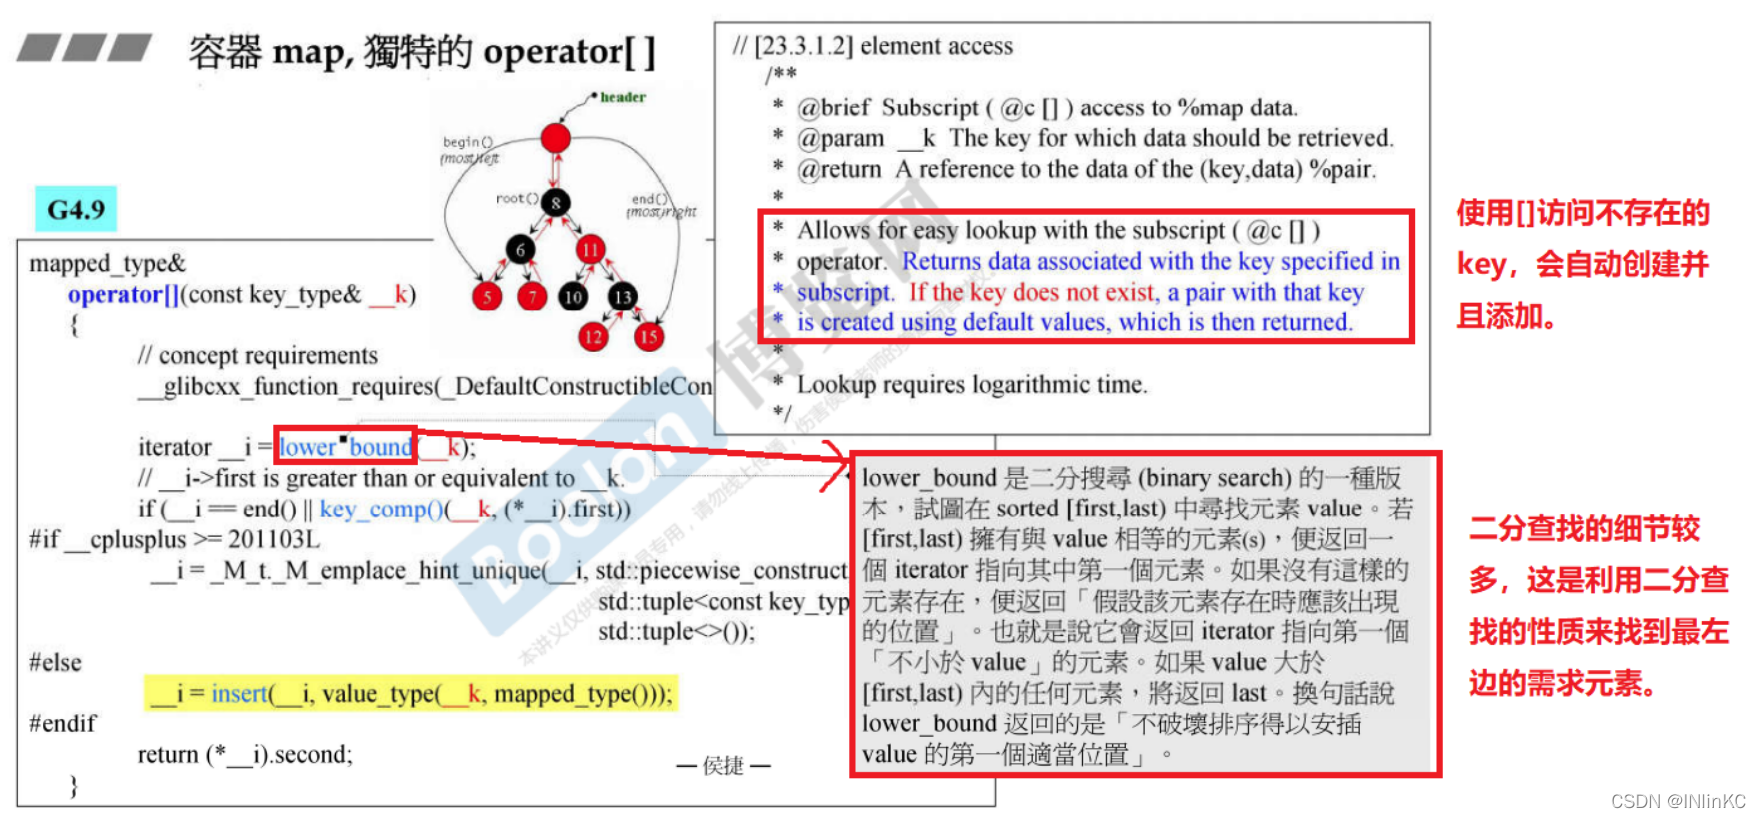 容器 map, 獨特的 operator[ ]
header
begin()
(most)left
root()
end()
(most)right
8
6
11
5
7
10
13
12
15
G4.9
mapped_type&
operator[](const key_type& __k)
{
// concept requirements
__glibcxx_function_requires(_DefaultConstructibleCon
iterator __i = lower_bound(__k);
// __i->first is greater than or equivalent to __k.
if (__i == end() || key_comp()(__k, (*__i).first))
#if __cplusplus >= 201103L
__i = _M_t._M_emplace_hint_unique(__i, std::piecewise_construct
std::tuple<const key_typ
std::tuple<>());
#else
__i = insert(__i, value_type(__k, mapped_type()));
#endif
return (*__i).second;
}
— 侯捷 —
// [23.3.1.2] element access
/**
* @brief Subscript ( @c [] ) access to %map data.
* @param __k The key for which data should be retrieved.
* @return A reference to the data of the (key,data) %pair.
*
* Allows for easy lookup with the subscript ( @c [] )
* operator. Returns data associated with the key specified in
* subscript. If the key does not exist, a pair with that key
* is created using default values, which is then returned.
*
* Lookup requires logarithmic time.
*/
lower_bound 是二分搜尋 (binary search) 的一種版
本，試圖在 sorted [first,last) 中尋找元素 value。若
[first,last) 擁有與 value 相等的元素(s)，便返回一
個 iterator 指向其中第一個元素。如果沒有這樣的
元素存在，便返回「假設該元素存在時應該出現
的位置」。也就是說它會返回 iterator 指向第一個
「不小於 value」的元素。如果 value 大於
[first,last) 內的任何元素，將返回 last。換句話說
lower_bound 返回的是「不破壞排序得以安插
value 的第一個適當位置」。
使用[]访问不存在的
key，会自动创建并
且添加。
二分查找的细节较
多，这是利用二分查
找的性质来找到最左
边的需求元素。
Boolan 博览网
CSDN @INlinKC